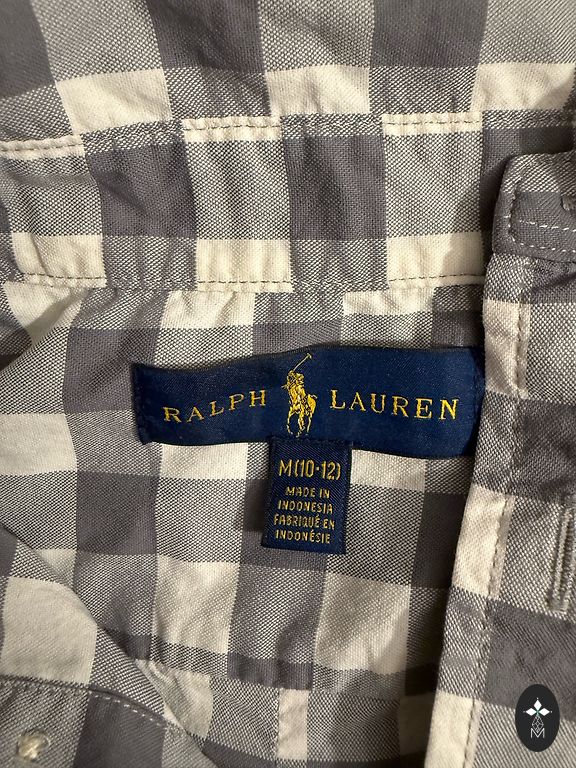 RALPH LAUREN
M(10-12)
MADE IN
INDONESIA
FABRIQUÉ EN
INDONÉSIE